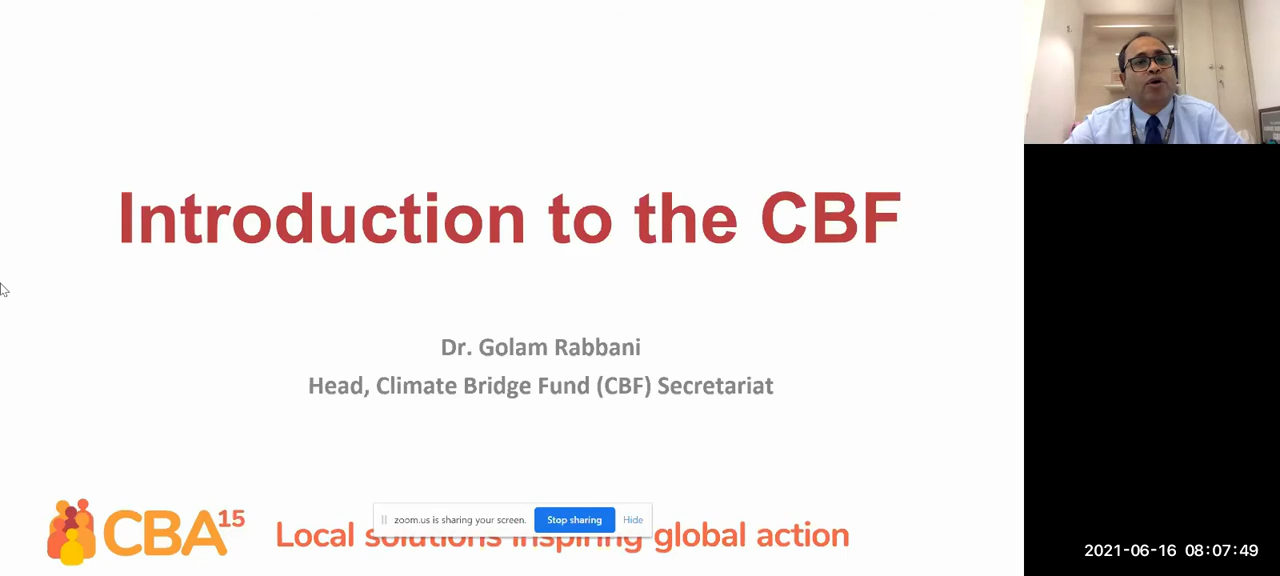 Introduction to the CBF
Dr. Golam Rabbani
Head, Climate Bridge Fund (CBF) Secretariat
CBA15
Local solutions inspiring global action
zoom.us is sharing your screen.
Stop sharing
Hide
2021-06-16 08:07:49